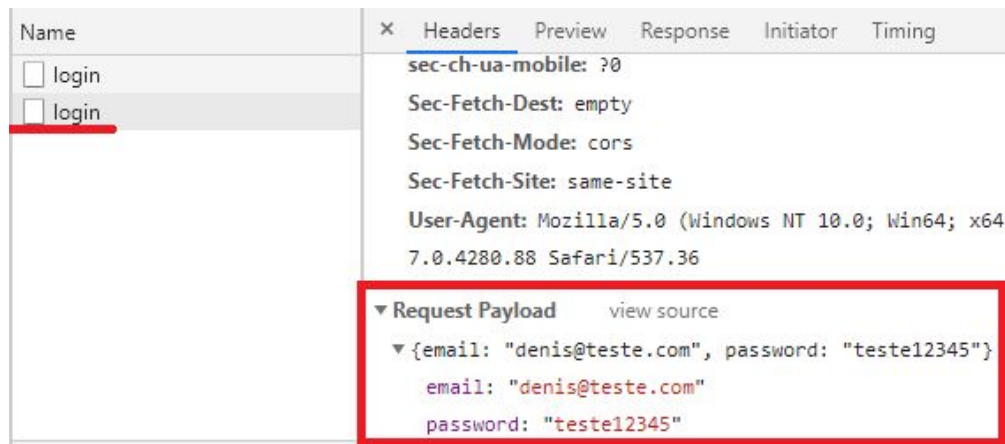 Name
login
login
× Headers Preview Response Initiator Timing
sec-ch-ua-mobile: ?0
Sec-Fetch-Dest: empty
Sec-Fetch-Mode: cors
Sec-Fetch-Site: same-site
User-Agent: Mozilla/5.0 (Windows NT 10.0; Win64; x64
7.0.4280.88 Safari/537.36
▼ Request Payload view source
▼ {email: "denis@teste.com", password: "teste12345"}
email: "denis@teste.com"
password: "teste12345"